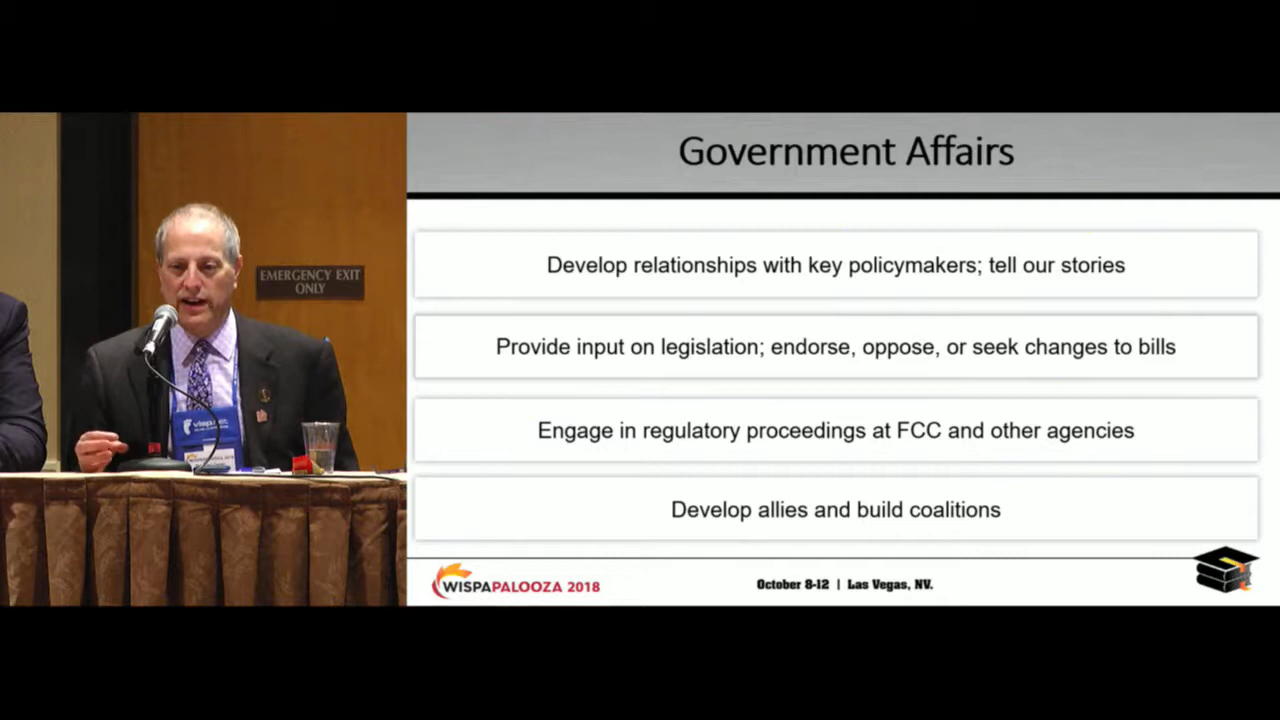 EMERGENCY EXIT
ONLY
WISPAPALOOZA 2018
Government Affairs
Develop relationships with key policymakers; tell our stories
Provide input on legislation; endorse, oppose, or seek changes to bills
Engage in regulatory proceedings at FCC and other agencies
Develop allies and build coalitions
WISPAPALOOZA 2018
October 8-12 | Las Vegas, NV.